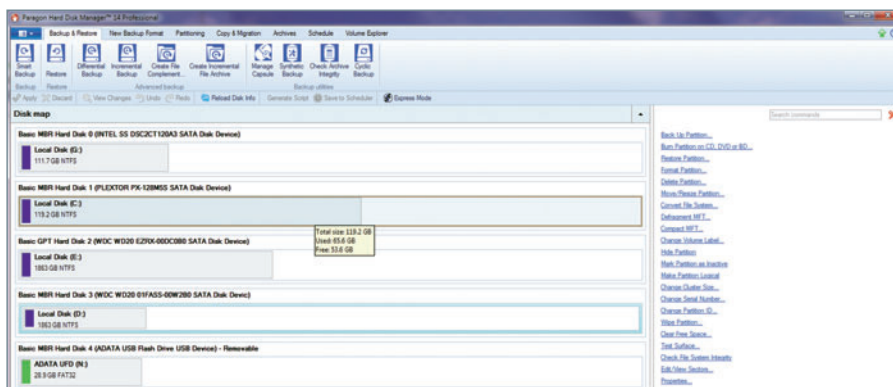 Paragon Hard Disk Manager™ 14 Professional
Backup & Restore New Backup Format Partitioning Copy & Migration Archives Schedule Volume Explorer
Smart Backup
Restore
Differential Backup
Incremental Backup
Create File Complement...
Create Incremental File Archive
Manage Capsule
Synthetic Backup
Check Archive Integrity
Cyclic Backup
Backup Restore Advanced backup Backup utilities
Apply Discard View Changes Undo Redo Reload Disk Info Generate Script Save to Scheduler Express Mode
Disk map
Search commands
Basic MBR Hard Disk 0 (INTEL SS DSC2CT120A3 SATA Disk Device)
Local Disk (G:)
111.7 GB NTFS
Basic MBR Hard Disk 1 (PLEXTOR PX-128M5S SATA Disk Device)
Local Disk (C:)
119.2 GB NTFS
Total size: 119.2 GB
Used: 65.6 GB
Free: 53.6 GB
Basic GPT Hard Disk 2 (WDC WD20 EZRX-00DC0B0 SATA Disk Device)
Local Disk (E:)
1863 GB NTFS
Basic MBR Hard Disk 3 (WDC WD20 01FASS-00W2B0 SATA Disk Devic)
Local Disk (D:)
1863 GB NTFS
Basic MBR Hard Disk 4 (ADATA USB Flash Drive USB Device) - Removable
ADATA UFD (N:)
28.9 GB FAT32
Back Up Partition...
Burn Partition on CD, DVD or BD...
Restore Partition...
Format Partition...
Delete Partition...
Move/Resize Partition...
Convert File System...
Defragment MFT...
Compact MFT...
Change Volume Label...
Hide Partition
Mark Partition as Inactive
Make Partition Logical
Change Cluster Size...
Change Serial Number...
Change Partition ID...
Wipe Partition...
Clear Free Space...
Test Surface...
Check File System Integrity
Edit/View Sectors...
Properties...